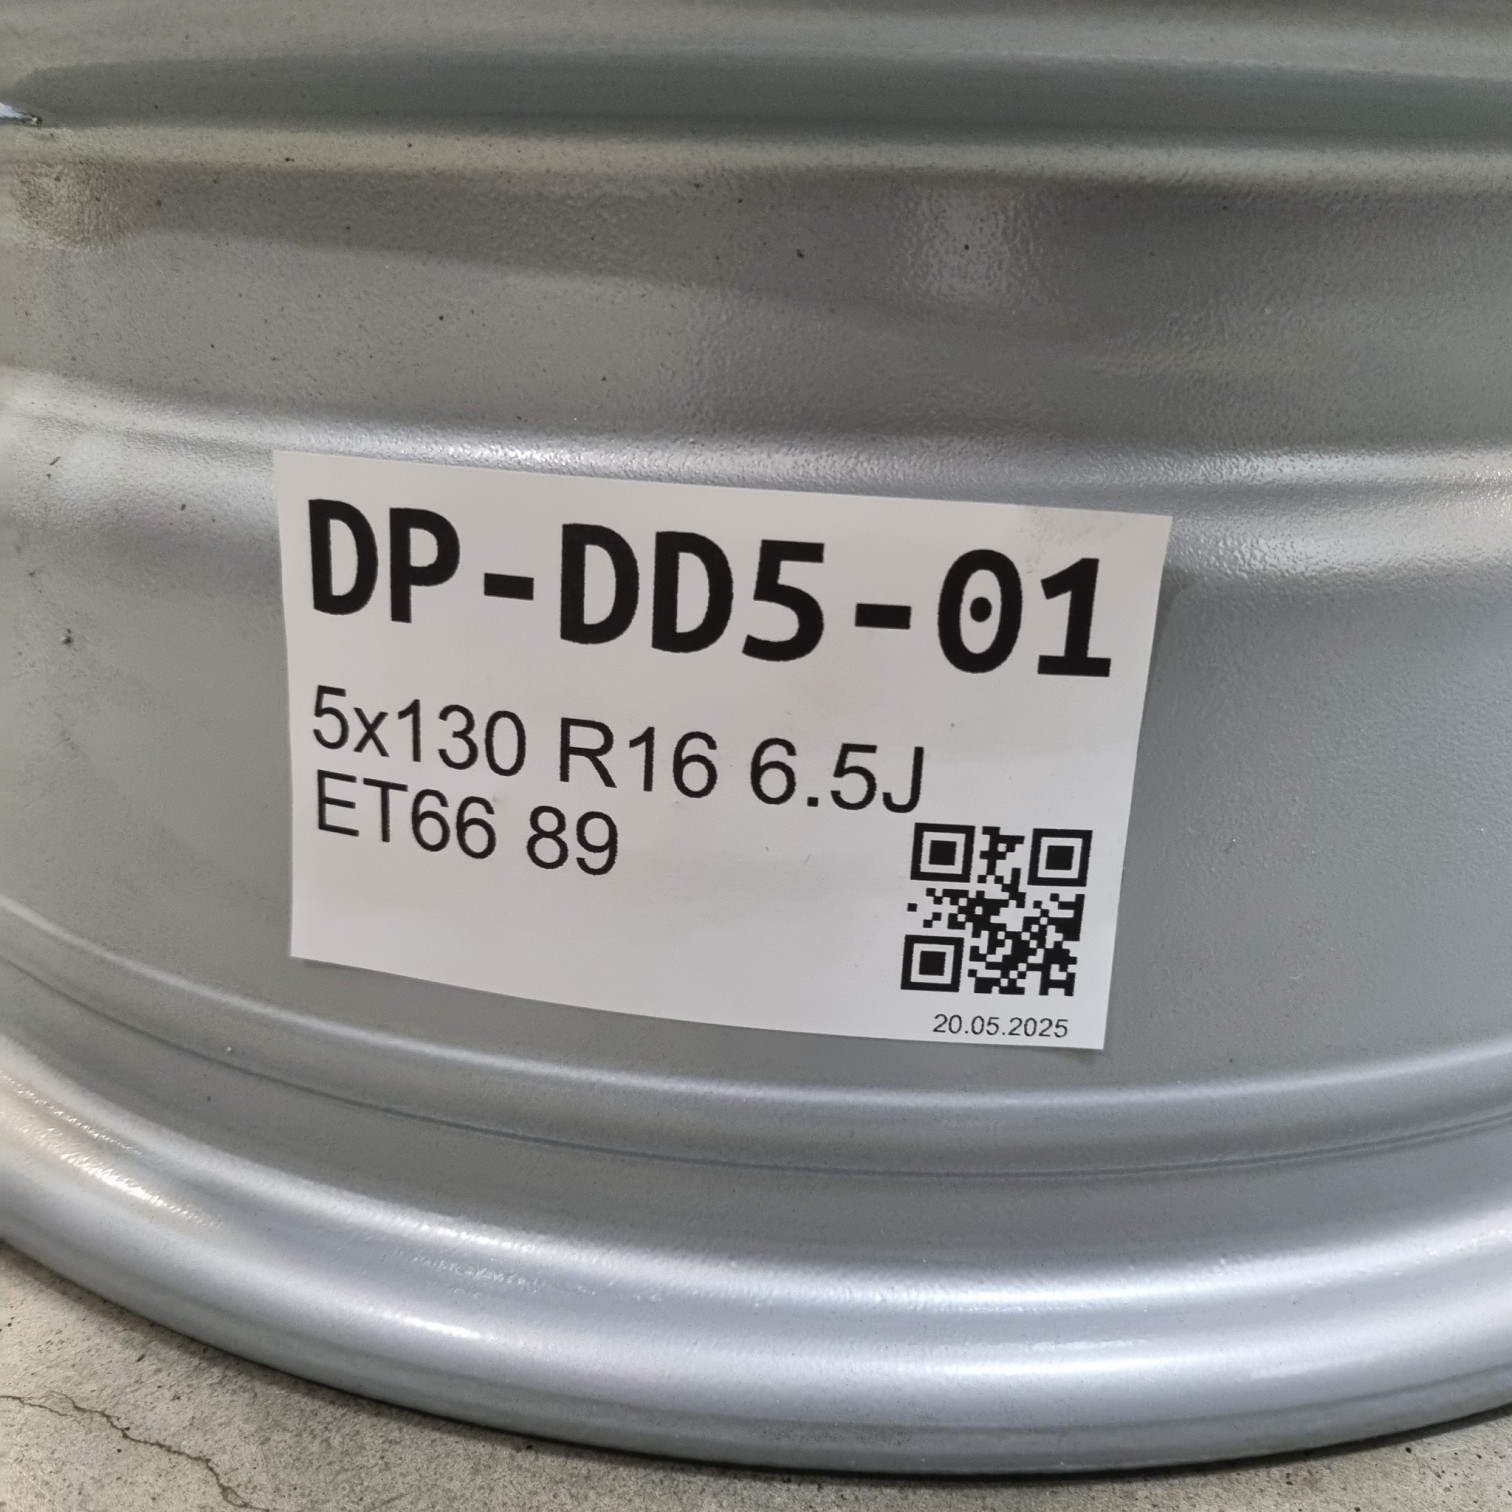 DP-DD5-01
5x130 R16 6.5J
ET66 89
20.05.2025